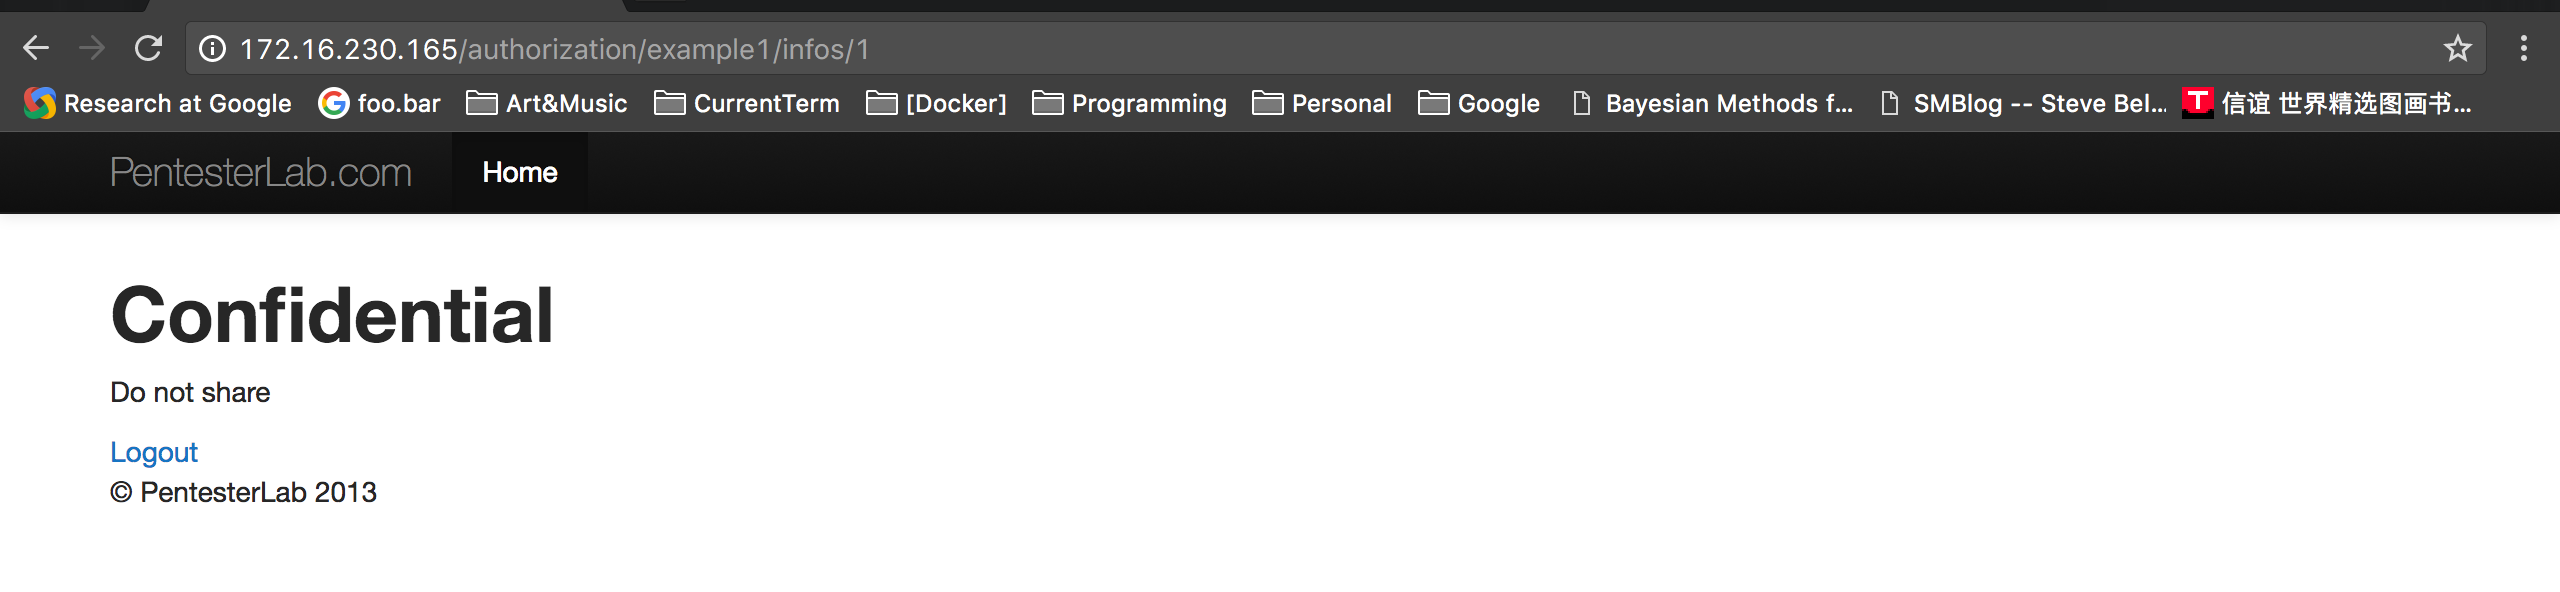 172.16.230.165/authorization/example1/infos/1
Research at Google foo.bar Art&Music CurrentTerm [Docker] Programming Personal Google Bayesian Methods f... SMBlog -- Steve Bel... 信谊 世界精选图画书...
PentesterLab.com Home
Confidential
Do not share
Logout
© PentesterLab 2013